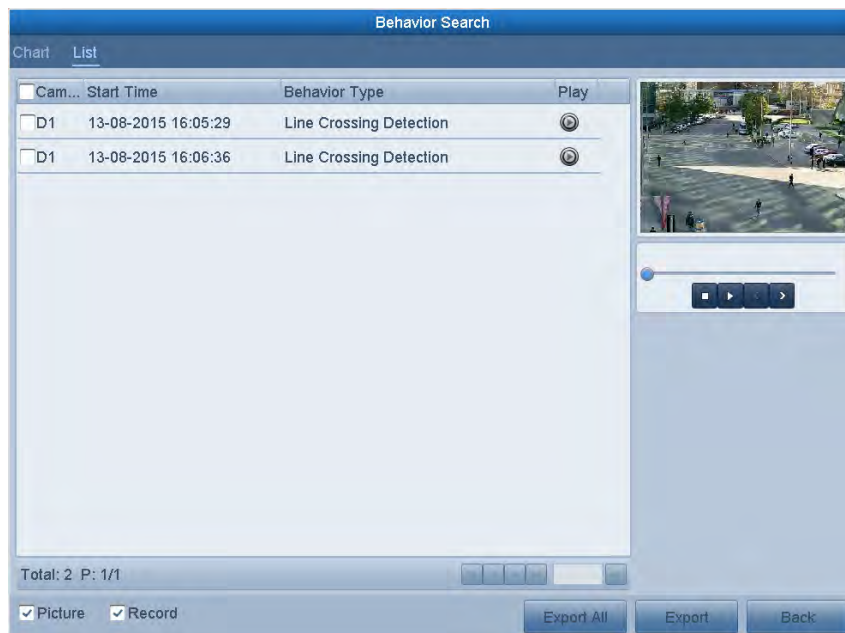 Behavior Search
Chart List
Cam... Start Time Behavior Type Play
D1 13-08-2015 16:05:29 Line Crossing Detection
D1 13-08-2015 16:06:36 Line Crossing Detection
Total: 2 P: 1/1
Picture Record Export All Export Back